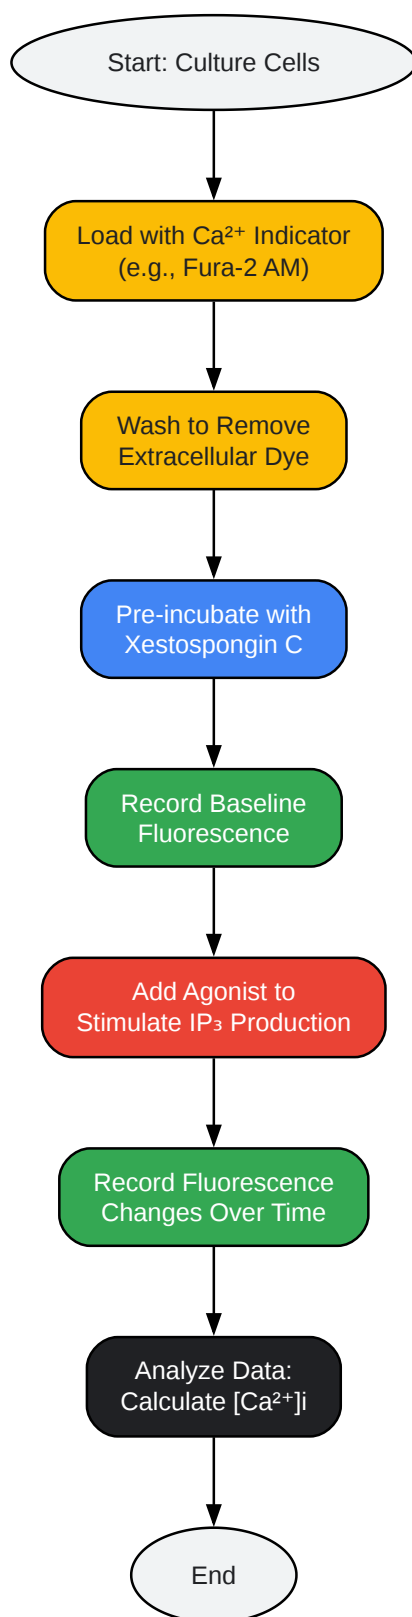 Start: Culture Cells
Load with Ca²⁺ Indicator
(e.g., Fura-2 AM)
Wash to Remove
Extracellular Dye
Pre-incubate with
Xestospongin C
Record Baseline
Fluorescence
Add Agonist to
Stimulate IP₃ Production
Record Fluorescence
Changes Over Time
Analyze Data:
Calculate [Ca²⁺]i
End